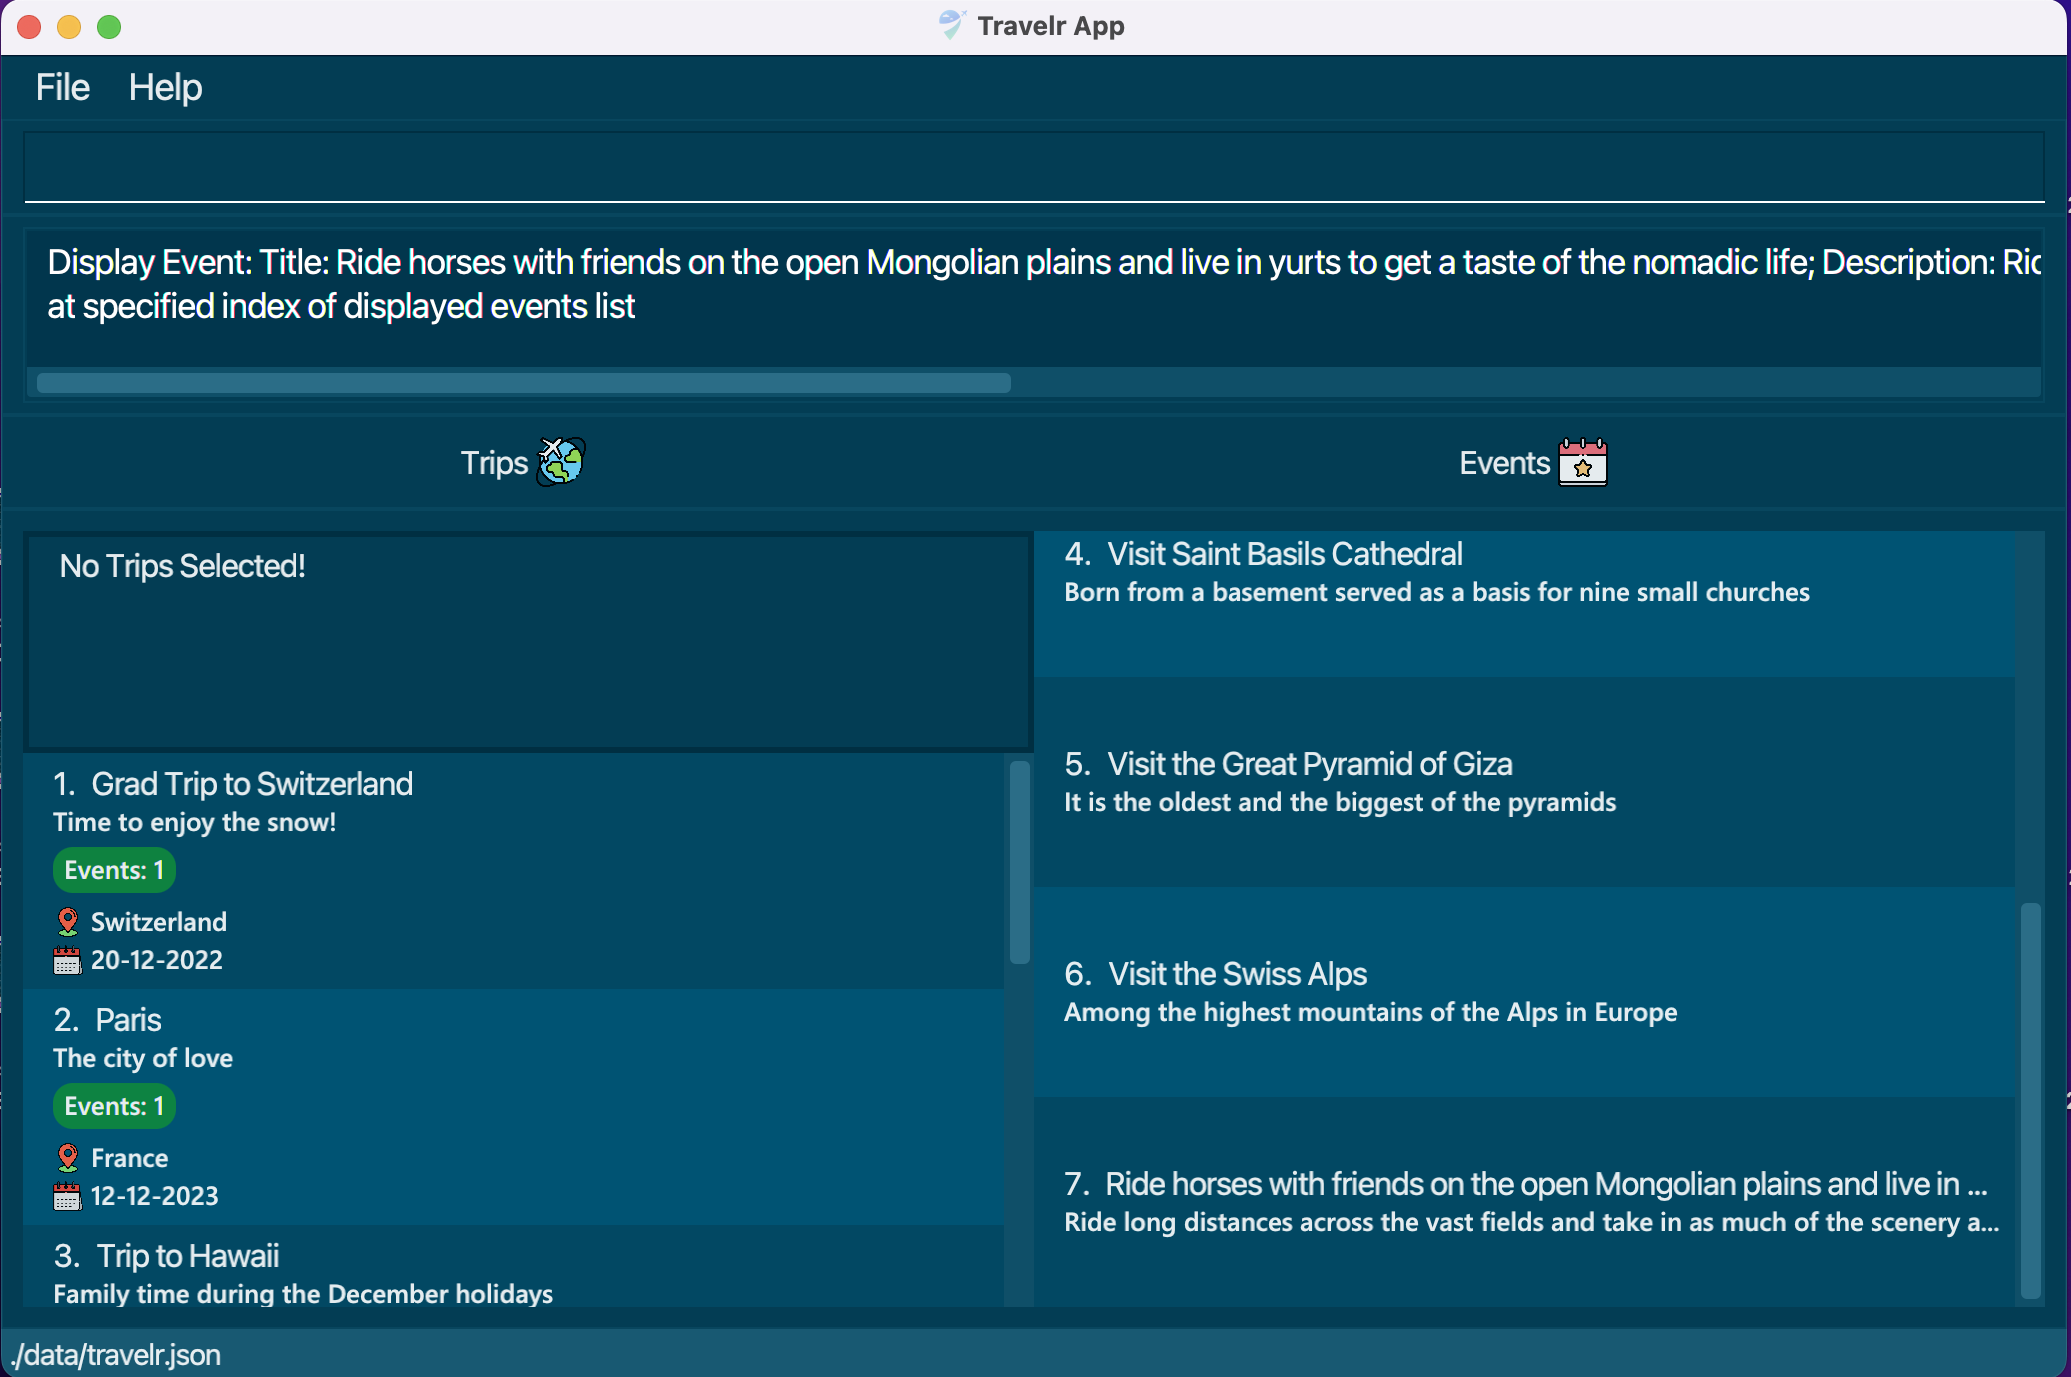 Travelr App
File Help
Display Event: Title: Ride horses with friends on the open Mongolian plains and live in yurts to get a taste of the nomadic life; Description: Ric
at specified index of displayed events list
Trips
Events
No Trips Selected!
1. Grad Trip to Switzerland
Time to enjoy the snow!
Events: 1
Switzerland
20-12-2022
2. Paris
The city of love
Events: 1
France
12-12-2023
3. Trip to Hawaii
Family time during the December holidays
4. Visit Saint Basils Cathedral
Born from a basement served as a basis for nine small churches
5. Visit the Great Pyramid of Giza
It is the oldest and the biggest of the pyramids
6. Visit the Swiss Alps
Among the highest mountains of the Alps in Europe
7. Ride horses with friends on the open Mongolian plains and live in ...
Ride long distances across the vast fields and take in as much of the scenery a...
./data/travelr.json